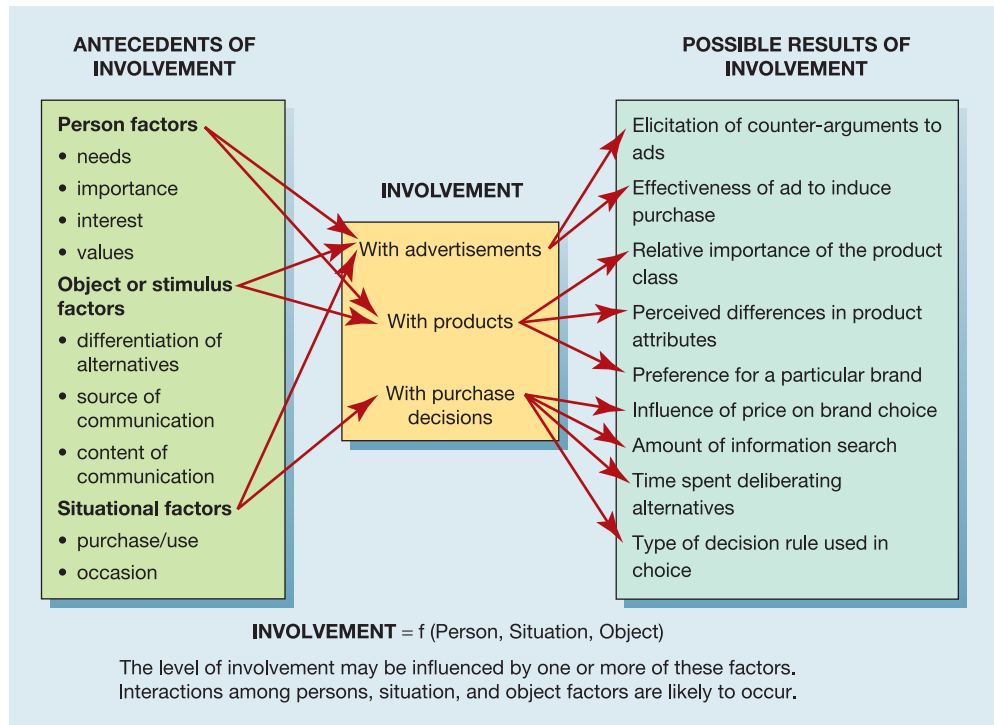 ANTECEDENTS OF
INVOLVEMENT
Person factors
• needs
• importance
• interest
• values
Object or stimulus
factors
• differentiation of
alternatives
• source of
communication
• content of
communication
Situational factors
• purchase/use
• occasion
INVOLVEMENT
With advertisements
With products
With purchase
decisions
POSSIBLE RESULTS OF
INVOLVEMENT
Elicitation of counter-arguments to
ads
Effectiveness of ad to induce
purchase
Relative importance of the product
class
Perceived differences in product
attributes
Preference for a particular brand
Influence of price on brand choice
Amount of information search
Time spent deliberating
alternatives
Type of decision rule used in
choice
INVOLVEMENT = f (Person, Situation, Object)
The level of involvement may be influenced by one or more of these factors.
Interactions among persons, situation, and object factors are likely to occur.